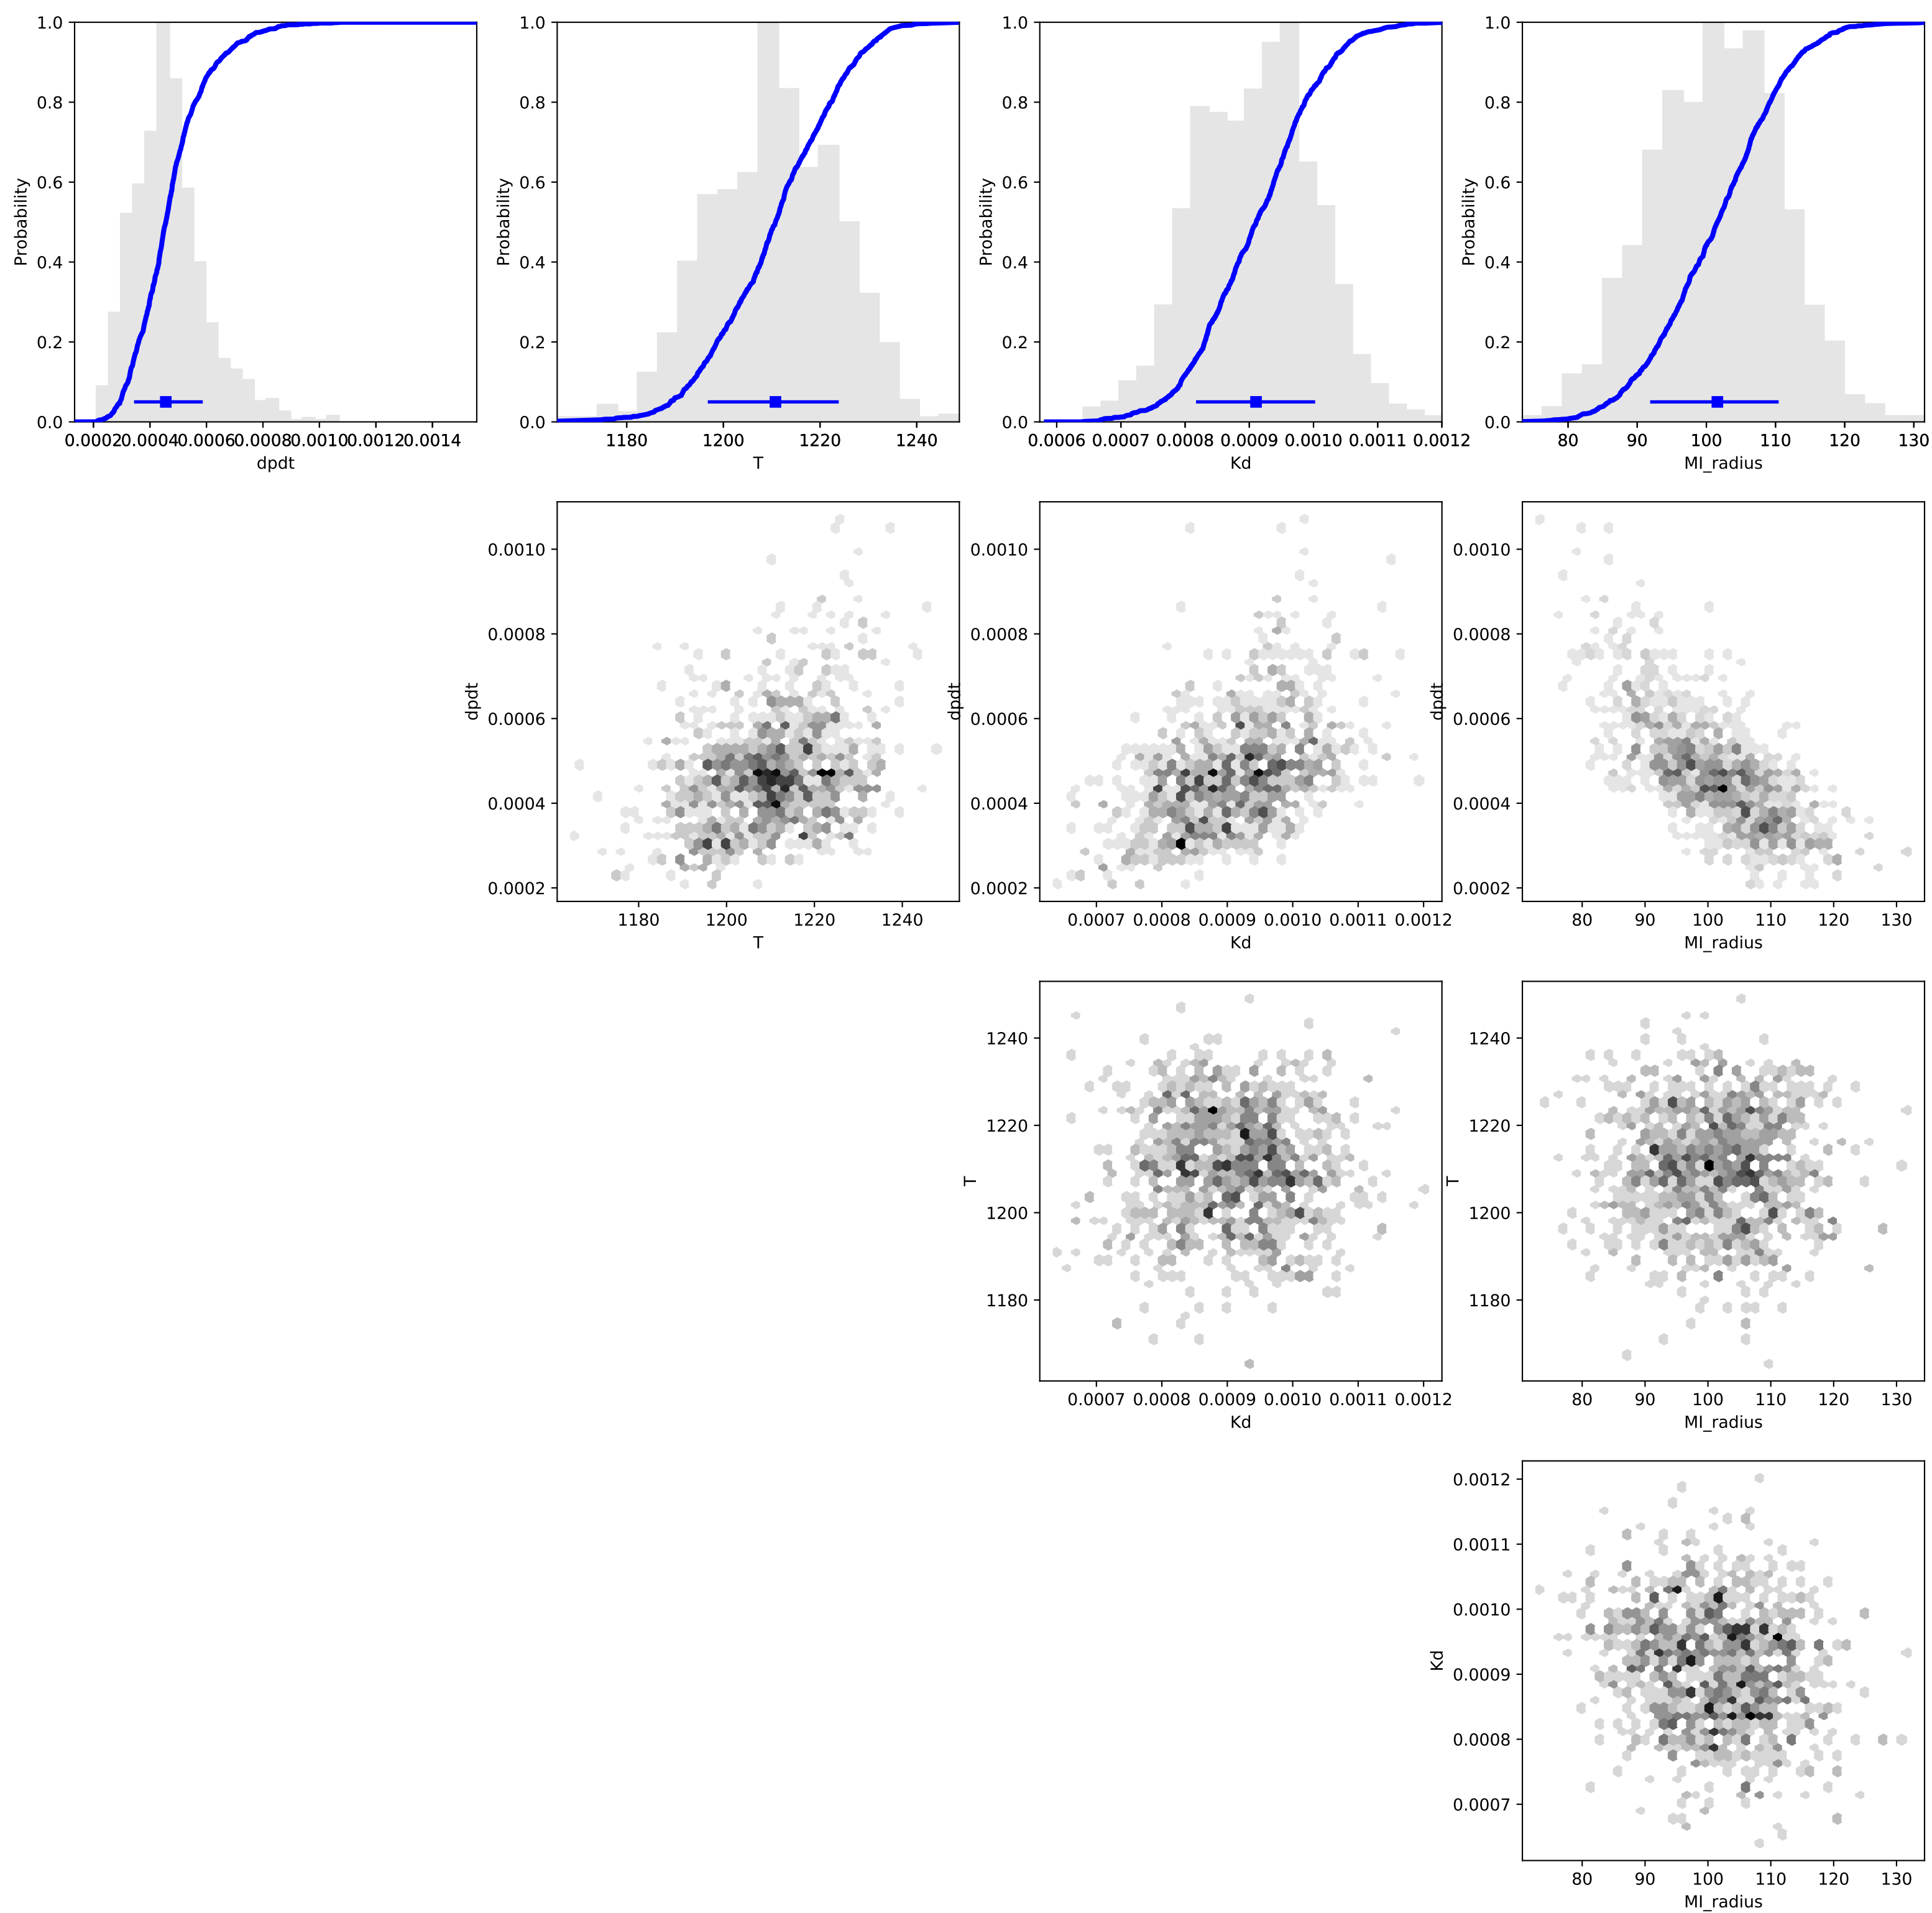 1.0 1.0 1.0 1.0
0.8 0.8 0.8 0.8
0.6 0.6 0.6 0.6
Probability Probability Probability Probability
0.4 0.4 0.4 0.4
0.2 0.2 0.2 0.2
0.0 0.0 0.0 0.0
0.00020.00040.00060.00080.00100.00120.0014 1180 1200 1220 1240 0.0006 0.0007 0.0008 0.0009 0.0010 0.0011 0.0012 80 90 100 110 120 130
dpdt T Kd MI_radius
0.0010 0.0010 0.0010
0.0008 0.0008 0.0008
dpdt dpdt dpdt
0.0006 0.0006 0.0006
0.0004 0.0004 0.0004
0.0002 0.0002 0.0002
1180 1200 1220 1240 0.0007 0.0008 0.0009 0.0010 0.0011 0.0012 80 90 100 110 120 130
T Kd MI_radius
1240 1240
1220 1220
T T
1200 1200
1180 1180
0.0007 0.0008 0.0009 0.0010 0.0011 0.0012 80 90 100 110 120 130
Kd MI_radius
0.0012
0.0011
0.0010
Kd
0.0009
0.0008
0.0007
80 90 100 110 120 130
MI_radius